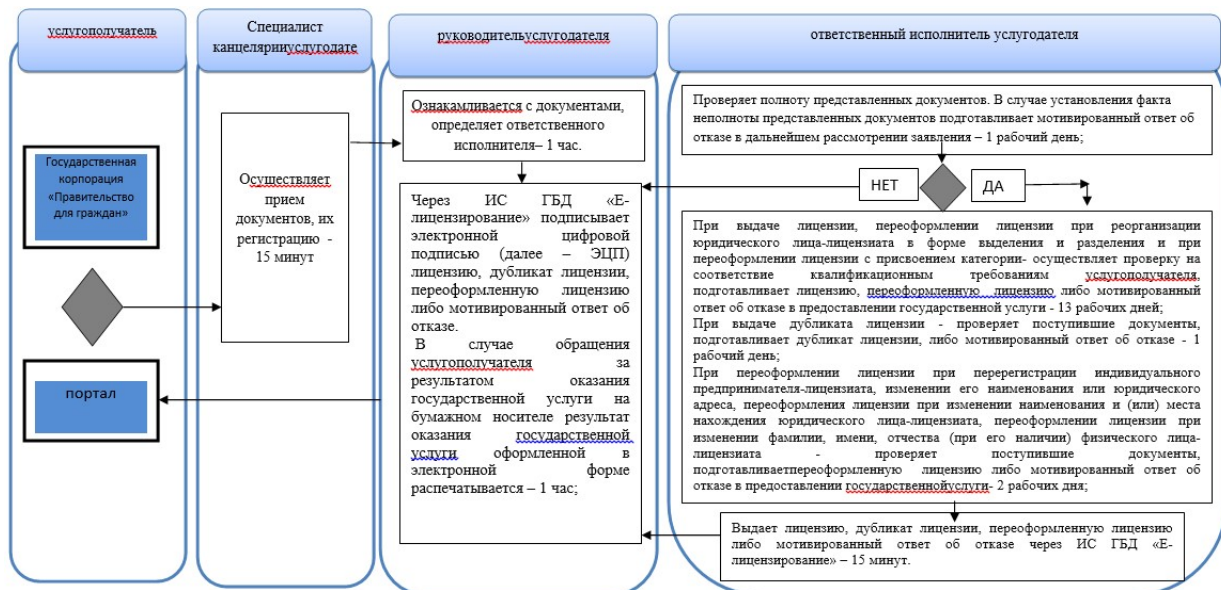 услугополучатель
Специалист
канцелярииуслугодате
руководительуслугодателя
ответственный исполнитель услугодателя
Государственная
корпорация
«Правительство
для граждан»
портал
Осуществляет
прием
документов, их
регистрацию -
15 минут
Ознакамливается с документами,
определяет ответственного
исполнителя– 1 час.
Через ИС ГБД «Е-
лицензирование» подписывает
электронной цифровой
подписью (далее – ЭЦП)
лицензию, дубликат лицензии,
переоформленную лицензию
либо мотивированный ответ об
отказе.
В случае обращения
услугополучателя за
результатом оказания
государственной услуги на
бумажном носителе результат
оказания государственной
услуги оформленной в
электронной форме
распечатывается – 1 час;
Проверяет полноту представленных документов. В случае установления факта
неполноты представленных документов подготавливает мотивированный ответ об
отказе в дальнейшем рассмотрении заявления – 1 рабочий день;
НЕТ
ДА
При выдаче лицензии, переоформлении лицензии при реорганизации
юридического лица-лицензиата в форме выделения и разделения и при
переоформлении лицензии с присвоением категории- осуществляет проверку на
соответствие квалификационным требованиям услугополучателя,
подготавливает лицензию, переоформленную лицензию либо мотивированный
ответ об отказе в предоставлении государственной услуги - 13 рабочих дней;
При выдаче дубликата лицензии - проверяет поступившие документы,
подготавливает дубликат лицензии, либо мотивированный ответ об отказе - 1
рабочий день;
При переоформлении лицензии при перерегистрации индивидуального
предпринимателя-лицензиата, изменении его наименования или юридического
адреса, переоформления лицензии при изменении наименования и (или) места
нахождения юридического лица-лицензиата, переоформлении лицензии при
изменении фамилии, имени, отчества (при его наличии) физического лица-
лицензиата - проверяет поступившие документы,
подготавливаетпереоформленную лицензию либо мотивированный ответ об
отказе в предоставлении государственнойуслуги- 2 рабочих дня;
Выдает лицензию, дубликат лицензии, переоформленную лицензию
либо мотивированный ответ об отказе через ИС ГБД «Е-
лицензирование» – 15 минут.